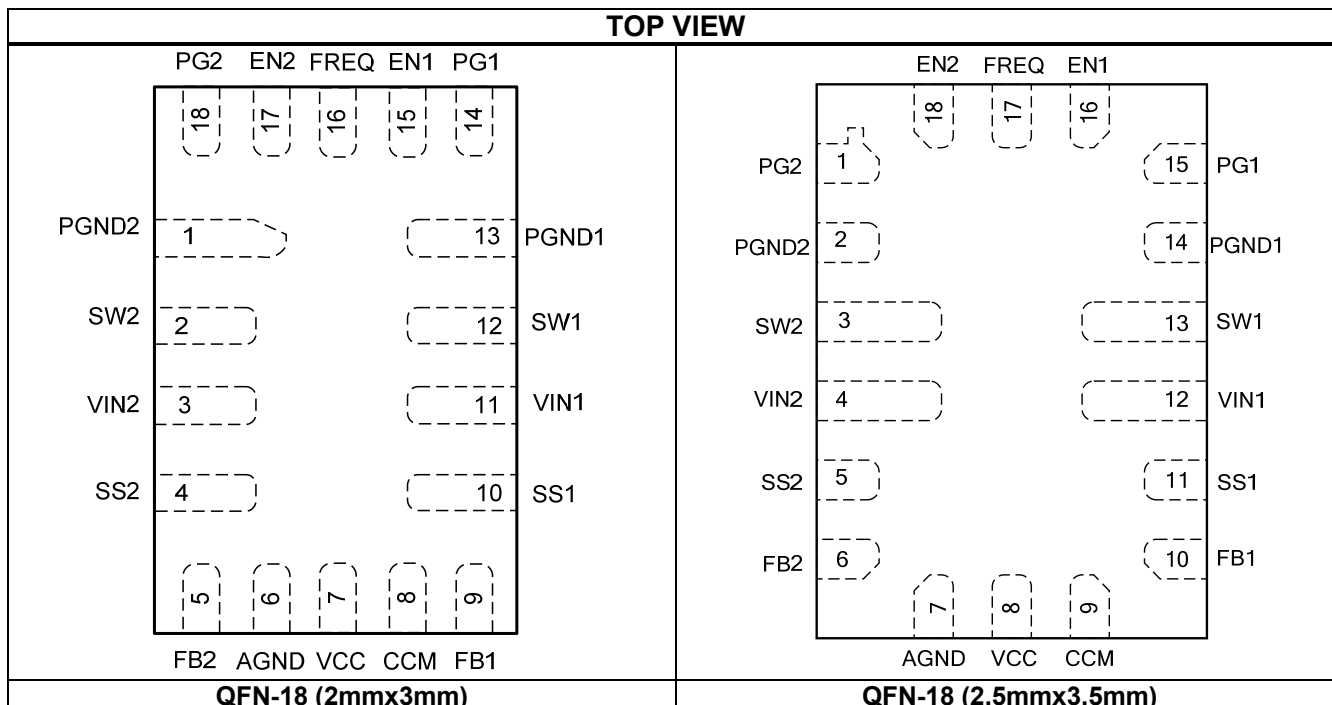 TOP VIEW
PG2 EN2 FREQ EN1 PG1
18 17 16 15 14
PGND2 1 13 PGND1
SW2 2 12 SW1
VIN2 3 11 VIN1
SS2 4 10 SS1
5 6 7 8 9
FB2 AGND VCC CCM FB1
QFN-18 (2mmx3mm)
EN2 FREQ EN1
18 17 16
PG2 1 15 PG1
PGND2 2 14 PGND1
SW2 3 13 SW1
VIN2 4 12 VIN1
SS2 5 11 SS1
FB2 6 10 FB1
7 8 9
AGND VCC CCM
QFN-18 (2.5mmx3.5mm)